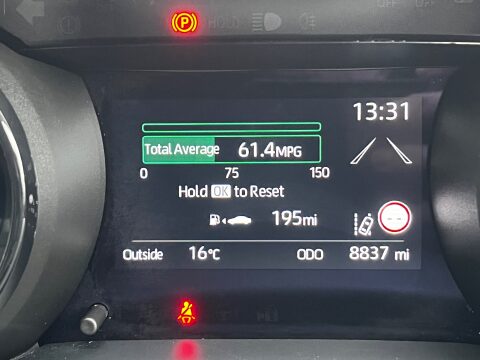 HOLD
13:31
Total Average 61.4MPG
0 75 150
Hold OK to Reset
195mi
Outside 16°C ODO 8837 mi